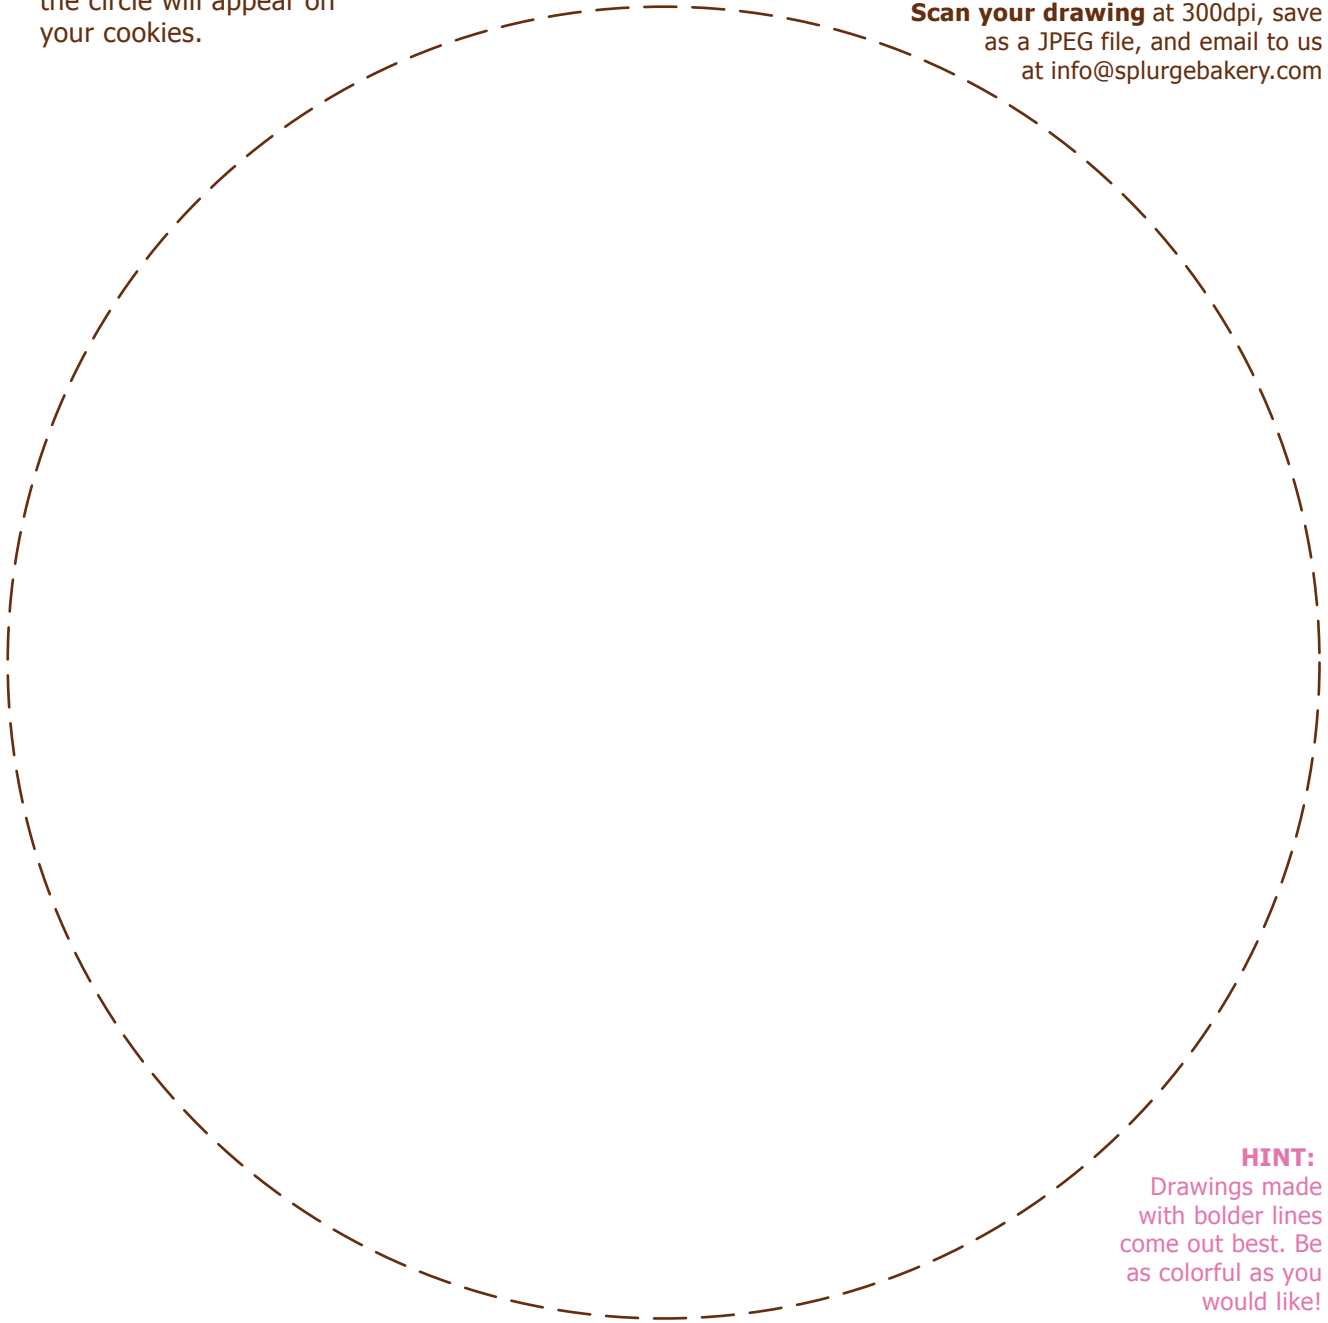 the circle will appear on
your cookies.
Scan your drawing at 300dpi, save
as a JPEG file, and email to us
at info@splurgebakery.com
HINT:
Drawings made
with bolder lines
come out best. Be
as colorful as you
would like!